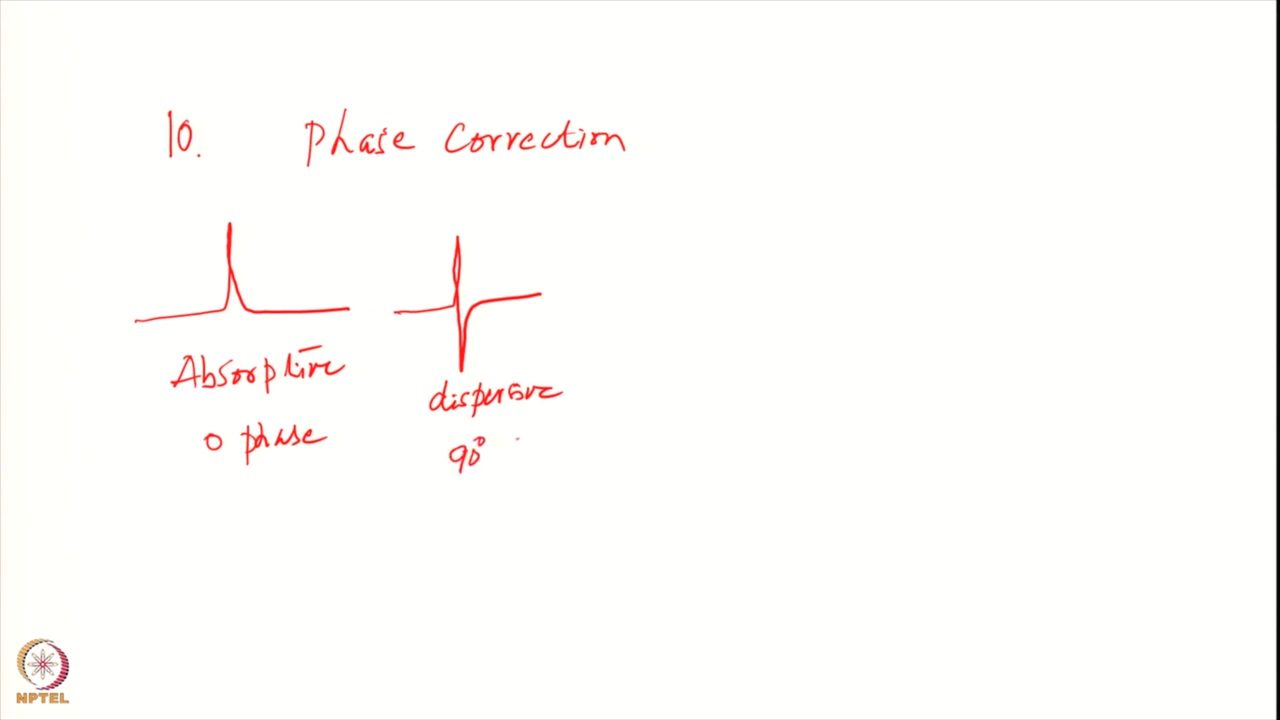 10. Phase Correction
Absorptive dispersive
0 phase 90°
NPTEL